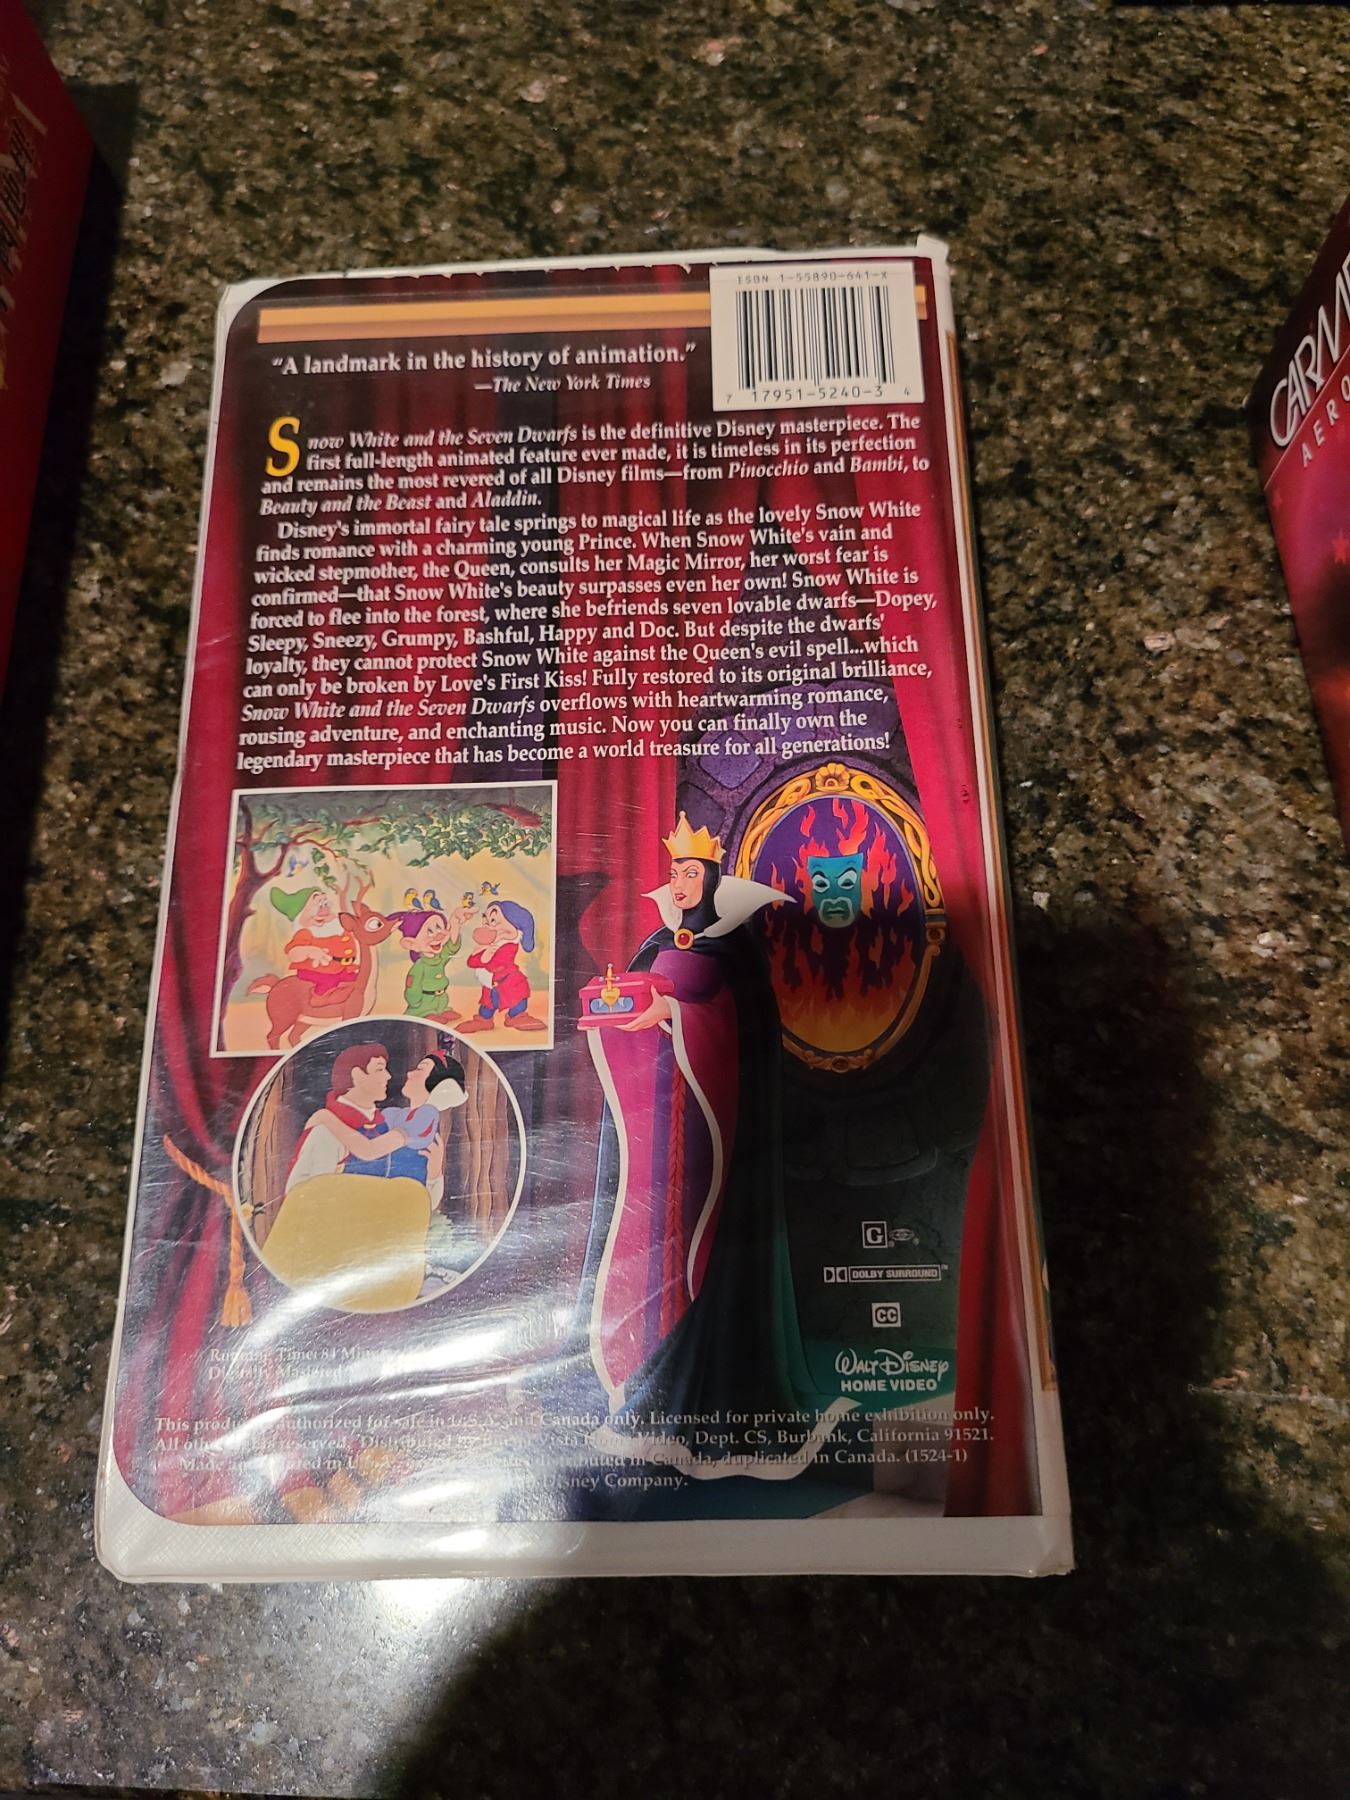 ISBN 1-55890-641-X
7 17951-5240-3 4
"A landmark in the history of animation."
—The New York Times
Snow White and the Seven Dwarfs is the definitive Disney masterpiece. The
first full-length animated feature ever made, it is timeless in its perfection
and remains the most revered of all Disney films—from Pinocchio and Bambi, to
Beauty and the Beast and Aladdin.
Disney's immortal fairy tale springs to magical life as the lovely Snow White
finds romance with a charming young Prince. When Snow White's vain and
wicked stepmother, the Queen, consults her Magic Mirror, her worst fear is
confirmed—that Snow White's beauty surpasses even her own! Snow White is
forced to flee into the forest, where she befriends seven lovable dwarfs—Dopey,
Sleepy, Sneezy, Grumpy, Bashful, Happy and Doc. But despite the dwarfs'
loyalty, they cannot protect Snow White against the Queen's evil spell...which
can only be broken by Love's First Kiss! Fully restored to its original brilliance,
Snow White and the Seven Dwarfs overflows with heartwarming romance,
rousing adventure, and enchanting music. Now you can finally own the
legendary masterpiece that has become a world treasure for all generations!
G
DOLBY SURROUND
CC
WALT DISNEY
HOME VIDEO
Running Time: 81 Min
Digitally Mastered
This authorized for sale in U.S.A. and Canada only. Licensed for private home exhibition only.
All reserved. Distributed by Buena Vista Home Video, Dept. CS, Burbank, California 91521.
in distributed in Canada, duplicated in Canada. (1524-1)
Disney Company.
CARM
AERO